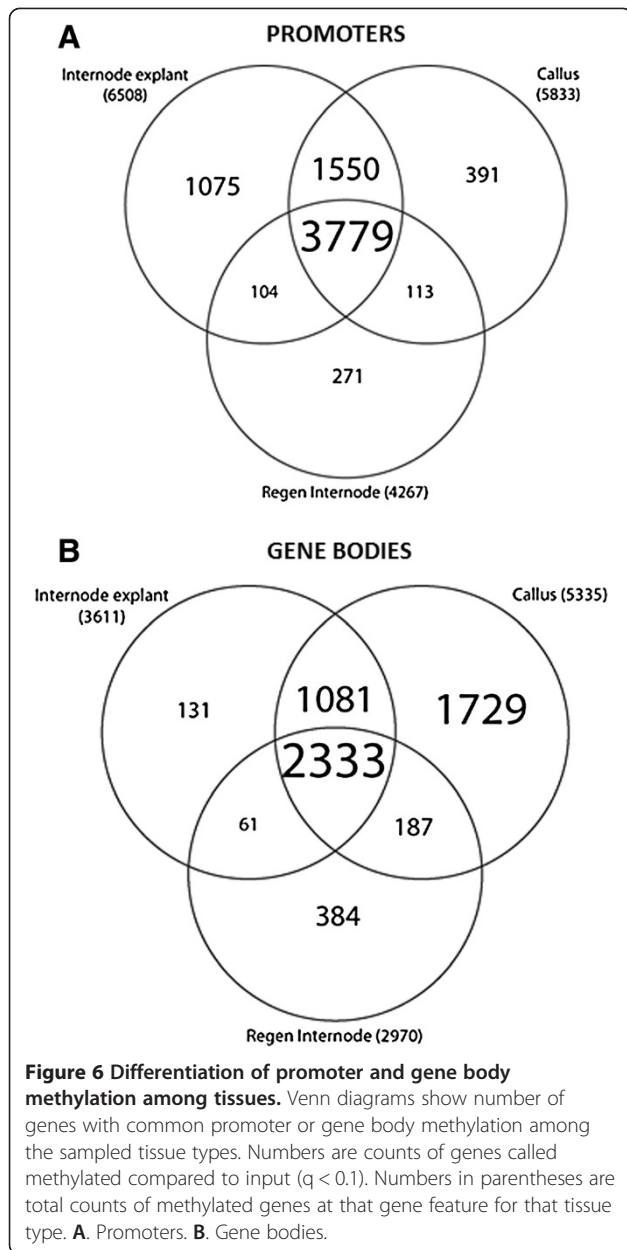 A
PROMOTERS
Internode explant
(6508)
Callus
(5833)
1075
1550
391
3779
104
113
271
Regen Internode (4267)
B
GENE BODIES
Internode explant
(3611)
Callus (5335)
131
1081
1729
2333
61
187
384
Regen Internode (2970)
Figure 6 Differentiation of promoter and gene body
methylation among tissues. Venn diagrams show number of
genes with common promoter or gene body methylation among
the sampled tissue types. Numbers are counts of genes called
methylated compared to input (q < 0.1). Numbers in parentheses are
total counts of methylated genes at that gene feature for that tissue
type. A. Promoters. B. Gene bodies.